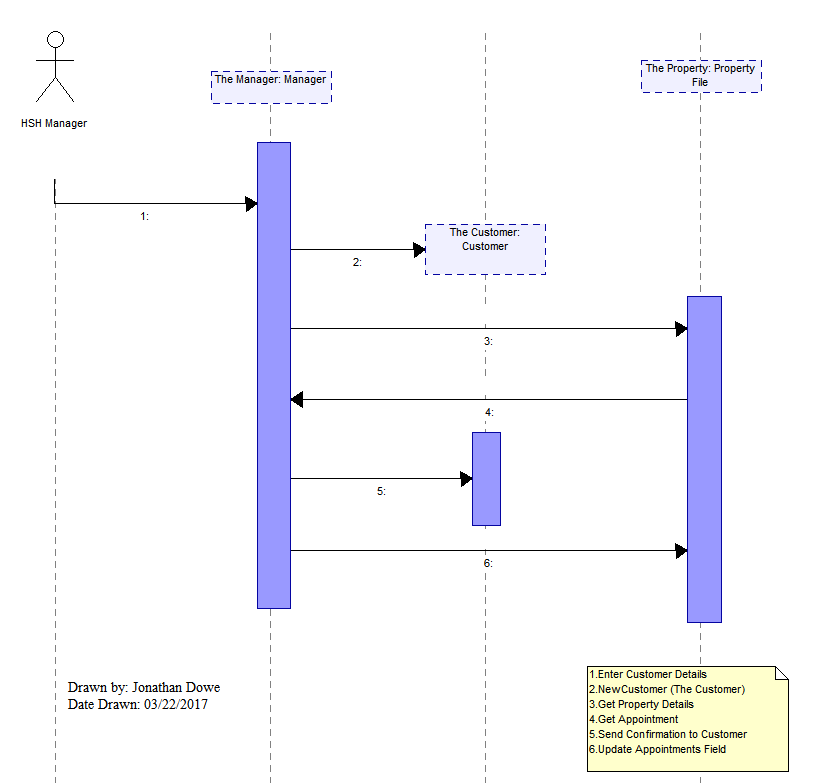 The Property: Property
File
The Manager: Manager
HSH Manager
1:
The Customer:
Customer
2:
3:
4:
5:
6:
Drawn by: Jonathan Dowe
Date Drawn: 03/22/2017
1.Enter Customer Details
2.NewCustomer (The Customer)
3.Get Property Details
4.Get Appointment
5.Send Confirmation to Customer
6.Update Appointments Field